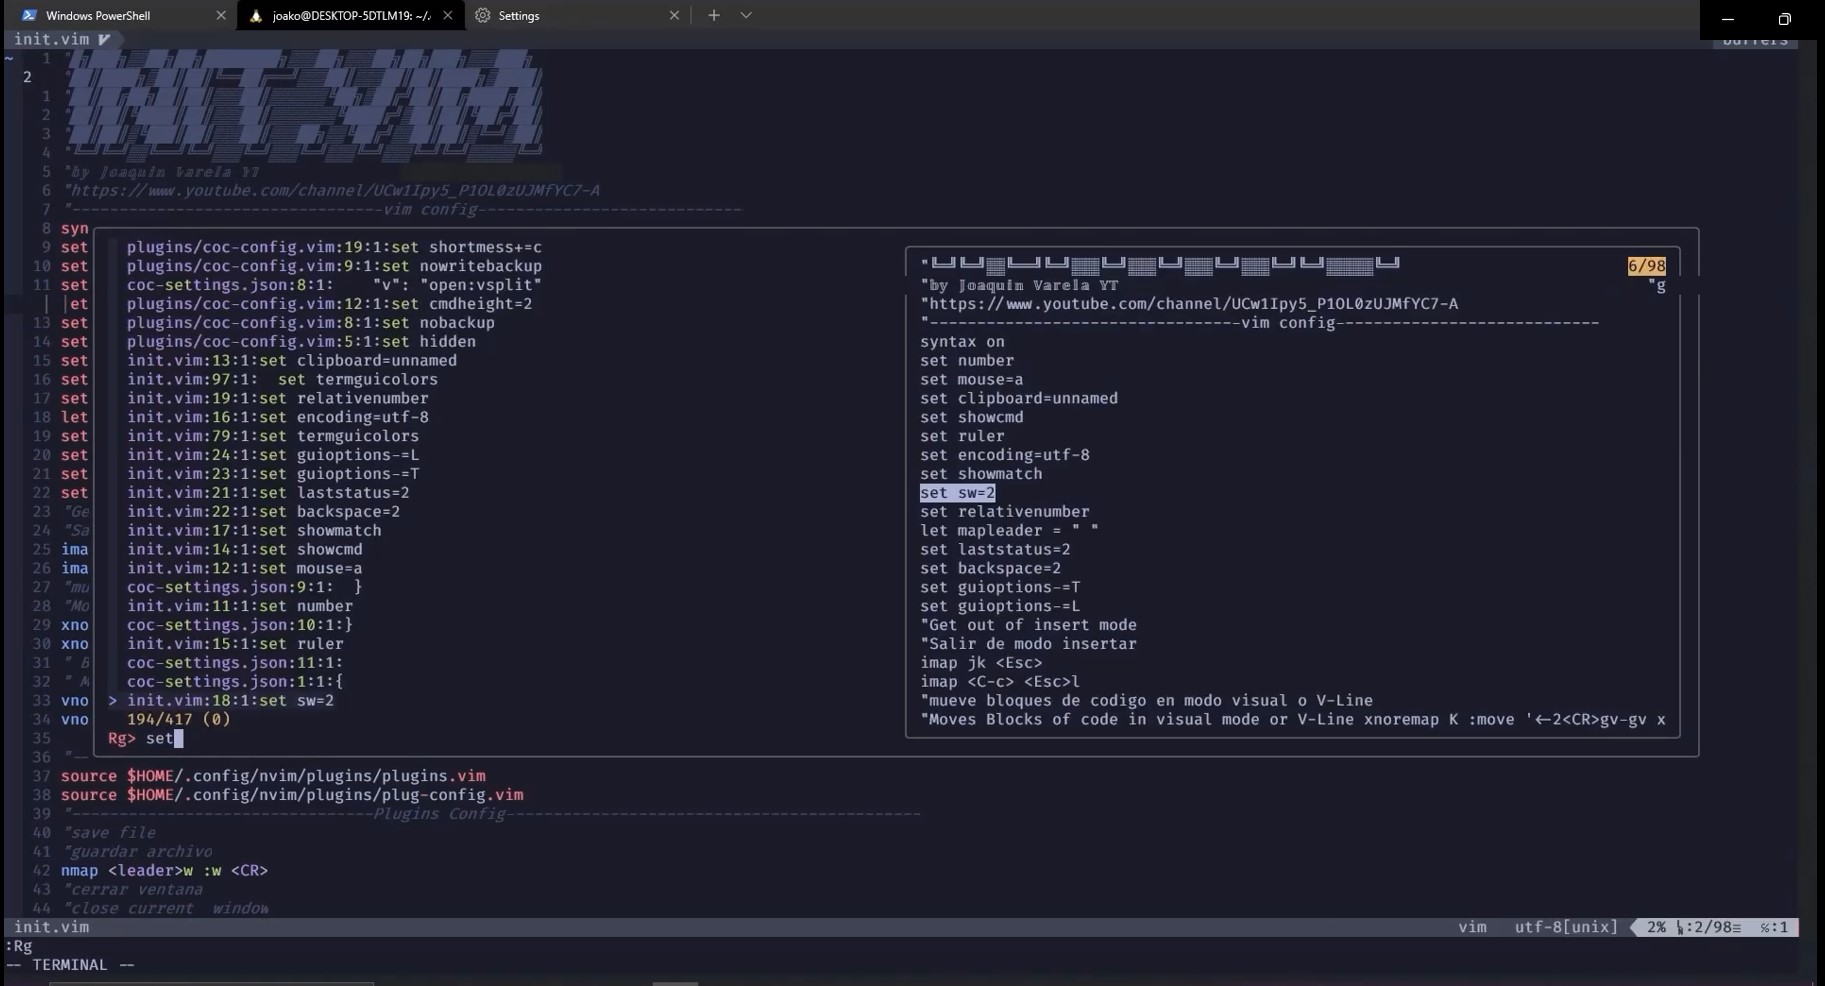 Windows PowerShell
joako@DESKTOP-5DTLM19: ~/.
Settings
init.vim
buffers
~ 1
2
1
2
3
4
5 "by Joaquin Varela YT
6 "https://www.youtube.com/channel/UCw1Ipy5_P1OL0zUJMfYC7-A
7 "---------------------------------vim config----------------------------
8 syn
9 set
10 set
11 set
et
13 set
14 set
15 set
16 set
17 set
18 let
19 set
20 set
21 set
22 set
23 "Ge
24 "Sa
25 ima
26 ima
27 "mu
28 "Mo
29 xno
30 xno
31 " B
32 " M
33 vno
34 vno
35
36 "--
plugins/coc-config.vim:19:1:set shortmess+=c
plugins/coc-config.vim:9:1:set nowritebackup
coc-settings.json:8:1:    "v": "open:vsplit"
plugins/coc-config.vim:12:1:set cmdheight=2
plugins/coc-config.vim:8:1:set nobackup
plugins/coc-config.vim:5:1:set hidden
init.vim:13:1:set clipboard=unnamed
init.vim:97:1:  set termguicolors
init.vim:19:1:set relativenumber
init.vim:16:1:set encoding=utf-8
init.vim:79:1:set termguicolors
init.vim:24:1:set guioptions-=L
init.vim:23:1:set guioptions-=T
init.vim:21:1:set laststatus=2
init.vim:22:1:set backspace=2
init.vim:17:1:set showmatch
init.vim:14:1:set showcmd
init.vim:12:1:set mouse=a
coc-settings.json:9:1:  }
init.vim:11:1:set number
coc-settings.json:10:1:}
init.vim:15:1:set ruler
coc-settings.json:11:1:
coc-settings.json:1:1:{
> init.vim:18:1:set sw=2
194/417 (0)
Rg> set
6/98
"by Joaquin Varela YT "g
"https://www.youtube.com/channel/UCw1Ipy5_P1OL0zUJMfYC7-A
"---------------------------------vim config----------------------------
syntax on
set number
set mouse=a
set clipboard=unnamed
set showcmd
set ruler
set encoding=utf-8
set showmatch
set sw=2
set relativenumber
let mapleader = " "
set laststatus=2
set backspace=2
set guioptions-=T
set guioptions-=L
"Get out of insert mode
"Salir de modo insertar
imap jk <Esc>
imap <C-c> <Esc>l
"mueve bloques de codigo en modo visual o V-Line
"Moves Blocks of code in visual mode or V-Line xnoremap K :move '<-2<CR>gv-gv x
37 source $HOME/.config/nvim/plugins/plugins.vim
38 source $HOME/.config/nvim/plugins/plug-config.vim
39 "--------------------------------Plugins Config--------------------------------------------
40 "save file
41 "guardar archivo
42 nmap <leader>w :w <CR>
43 "cerrar ventana
44 "close current  window
init.vim
vim utf-8[unix] 2% :2/98≡ %:1
:Rg
-- TERMINAL --